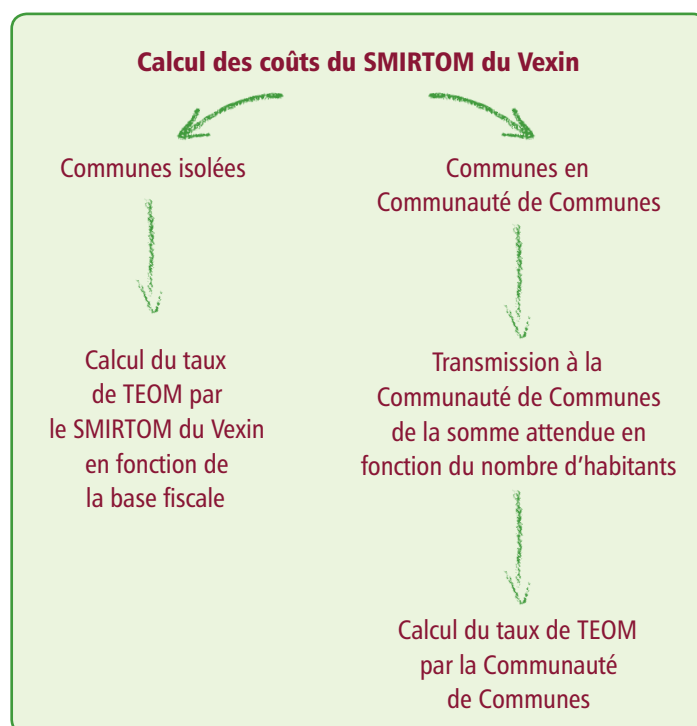 Calcul des coûts du SMIRTOM du Vexin
Communes isolées
Calcul du taux
de TEOM par
le SMIRTOM du Vexin
en fonction de
la base fiscale
Communes en
Communauté de Communes
Transmission à la
Communauté de Communes
de la somme attendue en
fonction du nombre d’habitants
Calcul du taux de TEOM
par la Communauté
de Communes